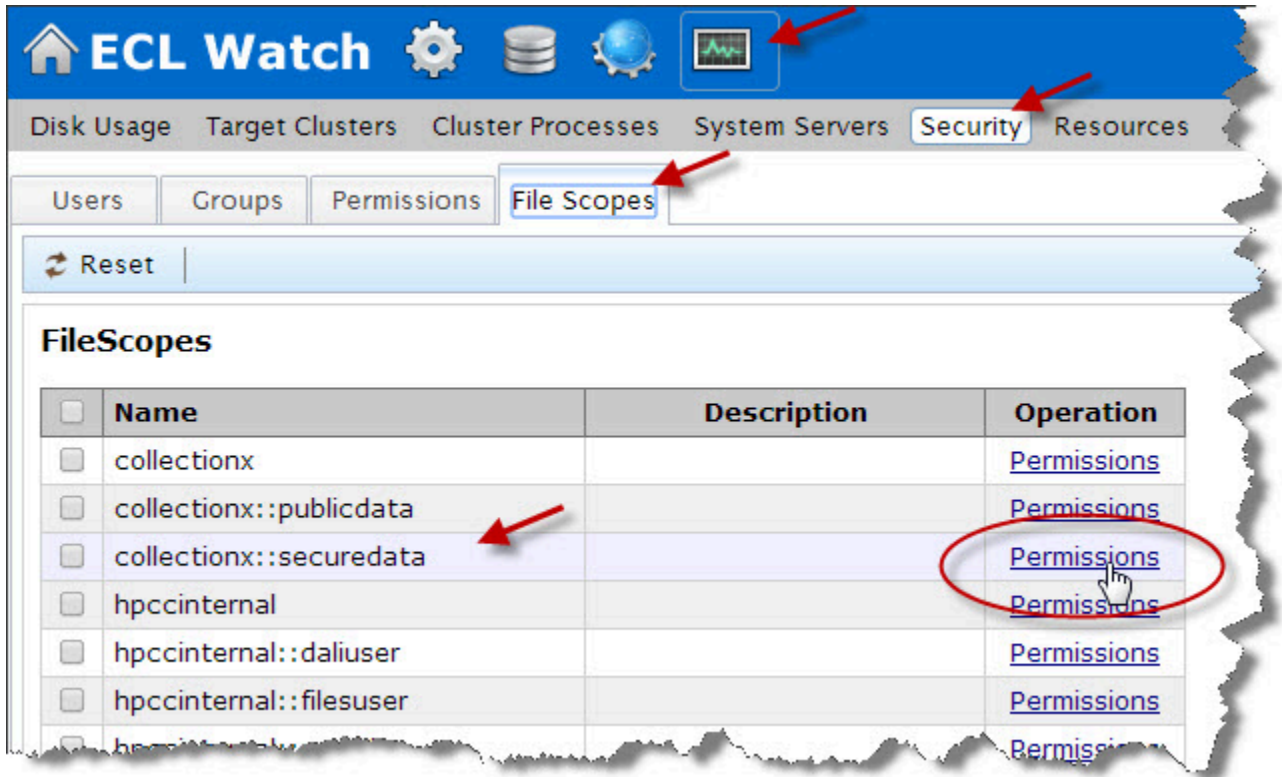 ECL Watch
Disk Usage Target Clusters Cluster Processes System Servers Security Resources
Users Groups Permissions File Scopes
Reset
FileScopes
Name Description Operation
collectionx Permissions
collectionx::publicdata Permissions
collectionx::securedata Permissions
hpccinternal Permissions
hpccinternal::daliuser Permissions
hpccinternal::filesuser Permissions